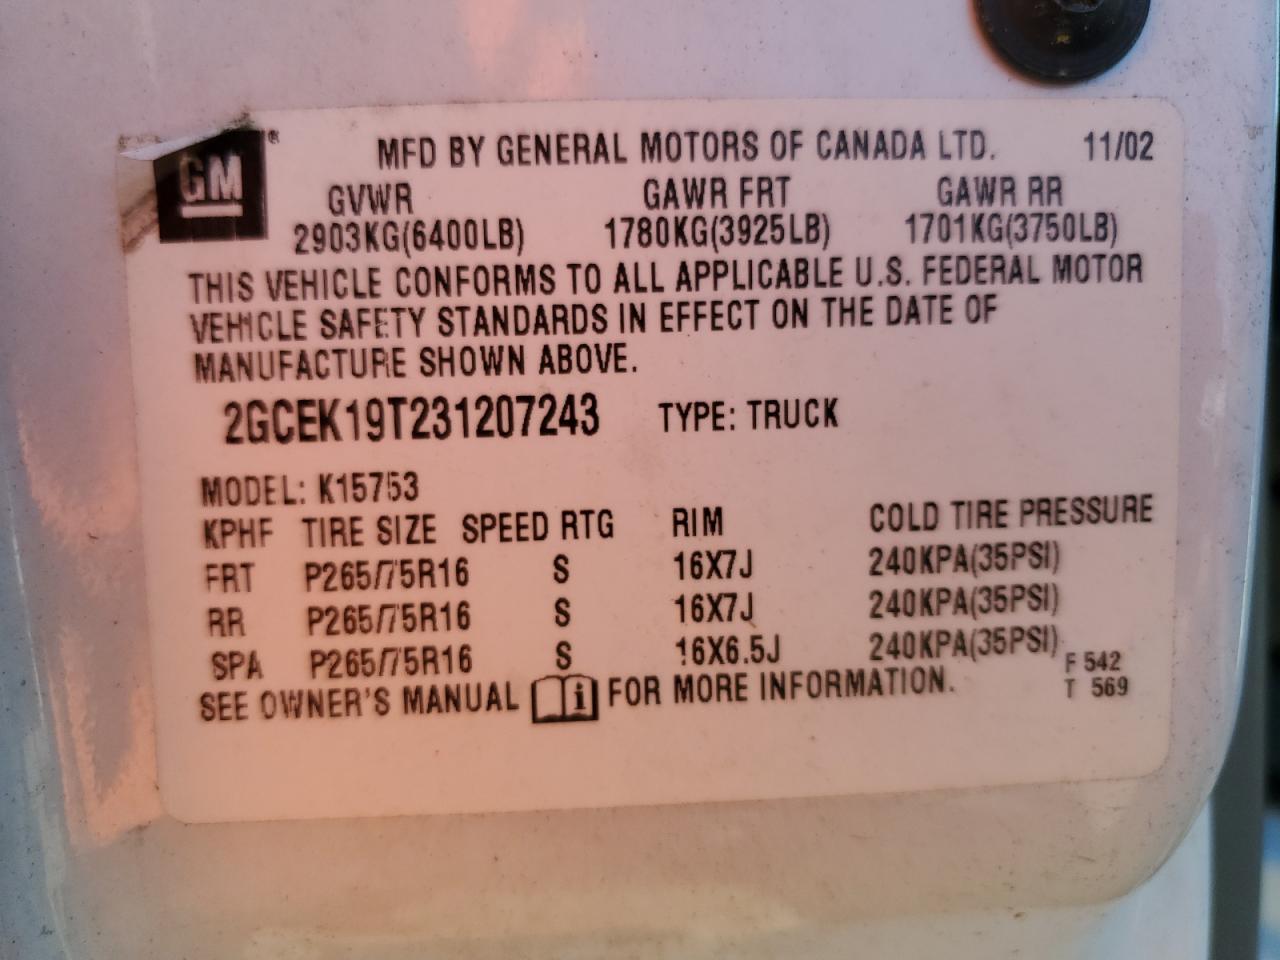 GM® MFD BY GENERAL MOTORS OF CANADA LTD. 11/02
GVWR GAWR FRT GAWR RR
2903KG(6400LB) 1780KG(3925LB) 1701KG(3750LB)
THIS VEHICLE CONFORMS TO ALL APPLICABLE U.S. FEDERAL MOTOR
VEHICLE SAFETY STANDARDS IN EFFECT ON THE DATE OF
MANUFACTURE SHOWN ABOVE.
2GCEK19T231207243 TYPE: TRUCK
MODEL: K15753
KPHF TIRE SIZE SPEED RTG RIM COLD TIRE PRESSURE
FRT P265/75R16 S 16X7J 240KPA(35PSI)
RR P265/75R16 S 16X7J 240KPA(35PSI)
SPA P265/75R16 S 16X6.5J 240KPA(35PSI) F 542
SEE OWNER'S MANUAL i FOR MORE INFORMATION. T 569